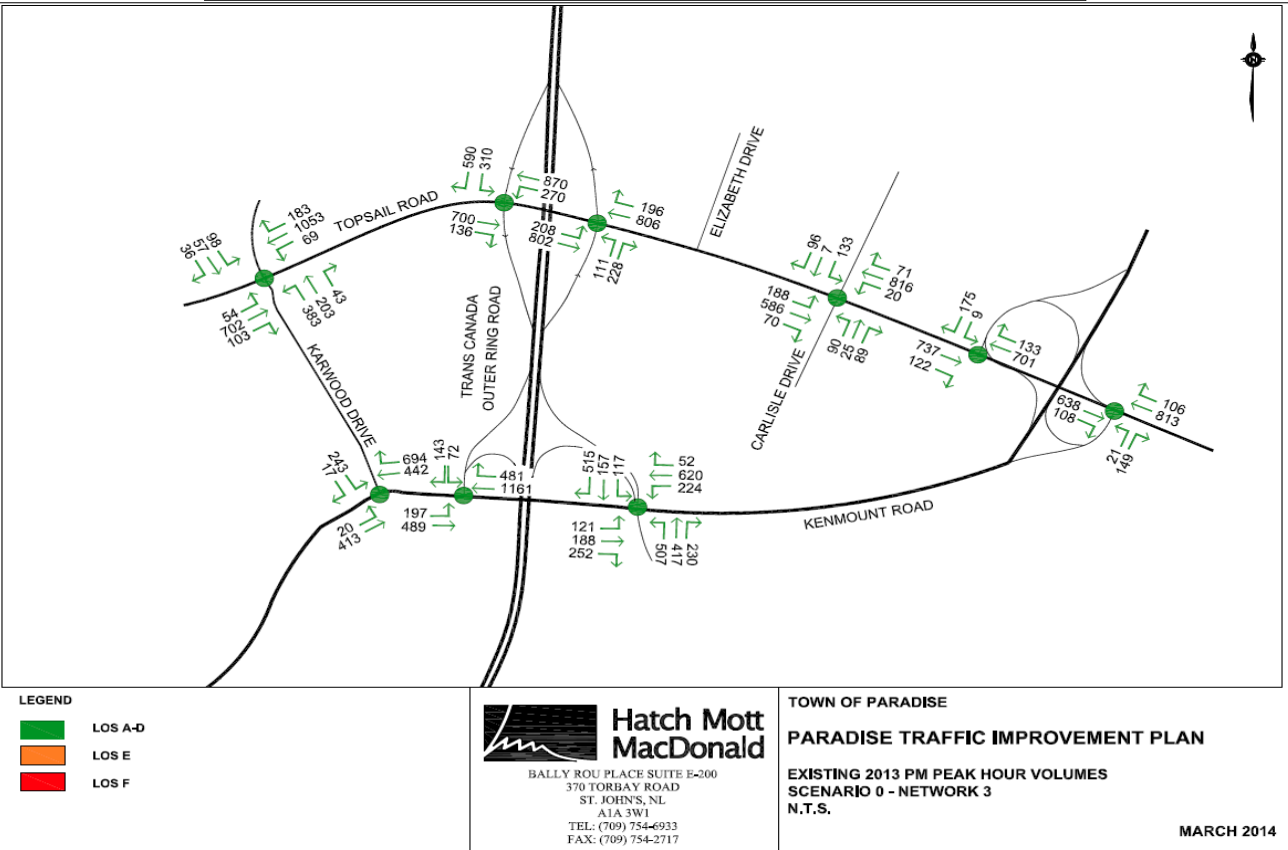 590
310
870
270
700
136
208
802
196
806
111
228
TOPSAIL ROAD
183
1053
69
98
57
36
54
702
103
43
203
383
KARWOOD DRIVE
TRANS CANADA
OUTER RING ROAD
ELIZABETH DRIVE
CARLISLE DRIVE
96
7
133
71
816
20
188
586
70
90
25
89
175
9
133
701
737
122
638
108
106
813
21
149
243
17
694
442
20
413
143
72
481
1161
197
489
515
157
117
52
620
224
121
188
252
507
417
230
KENMOUNT ROAD
LEGEND
LOS A-D
LOS E
LOS F
Hatch Mott
MacDonald
BALLY ROU PLACE SUITE E-200
370 TORBAY ROAD
ST. JOHN'S, NL
A1A 3W1
TEL: (709) 754-6933
FAX: (709) 754-2717
TOWN OF PARADISE
PARADISE TRAFFIC IMPROVEMENT PLAN
EXISTING 2013 PM PEAK HOUR VOLUMES
SCENARIO 0 - NETWORK 3
N.T.S.
MARCH 2014